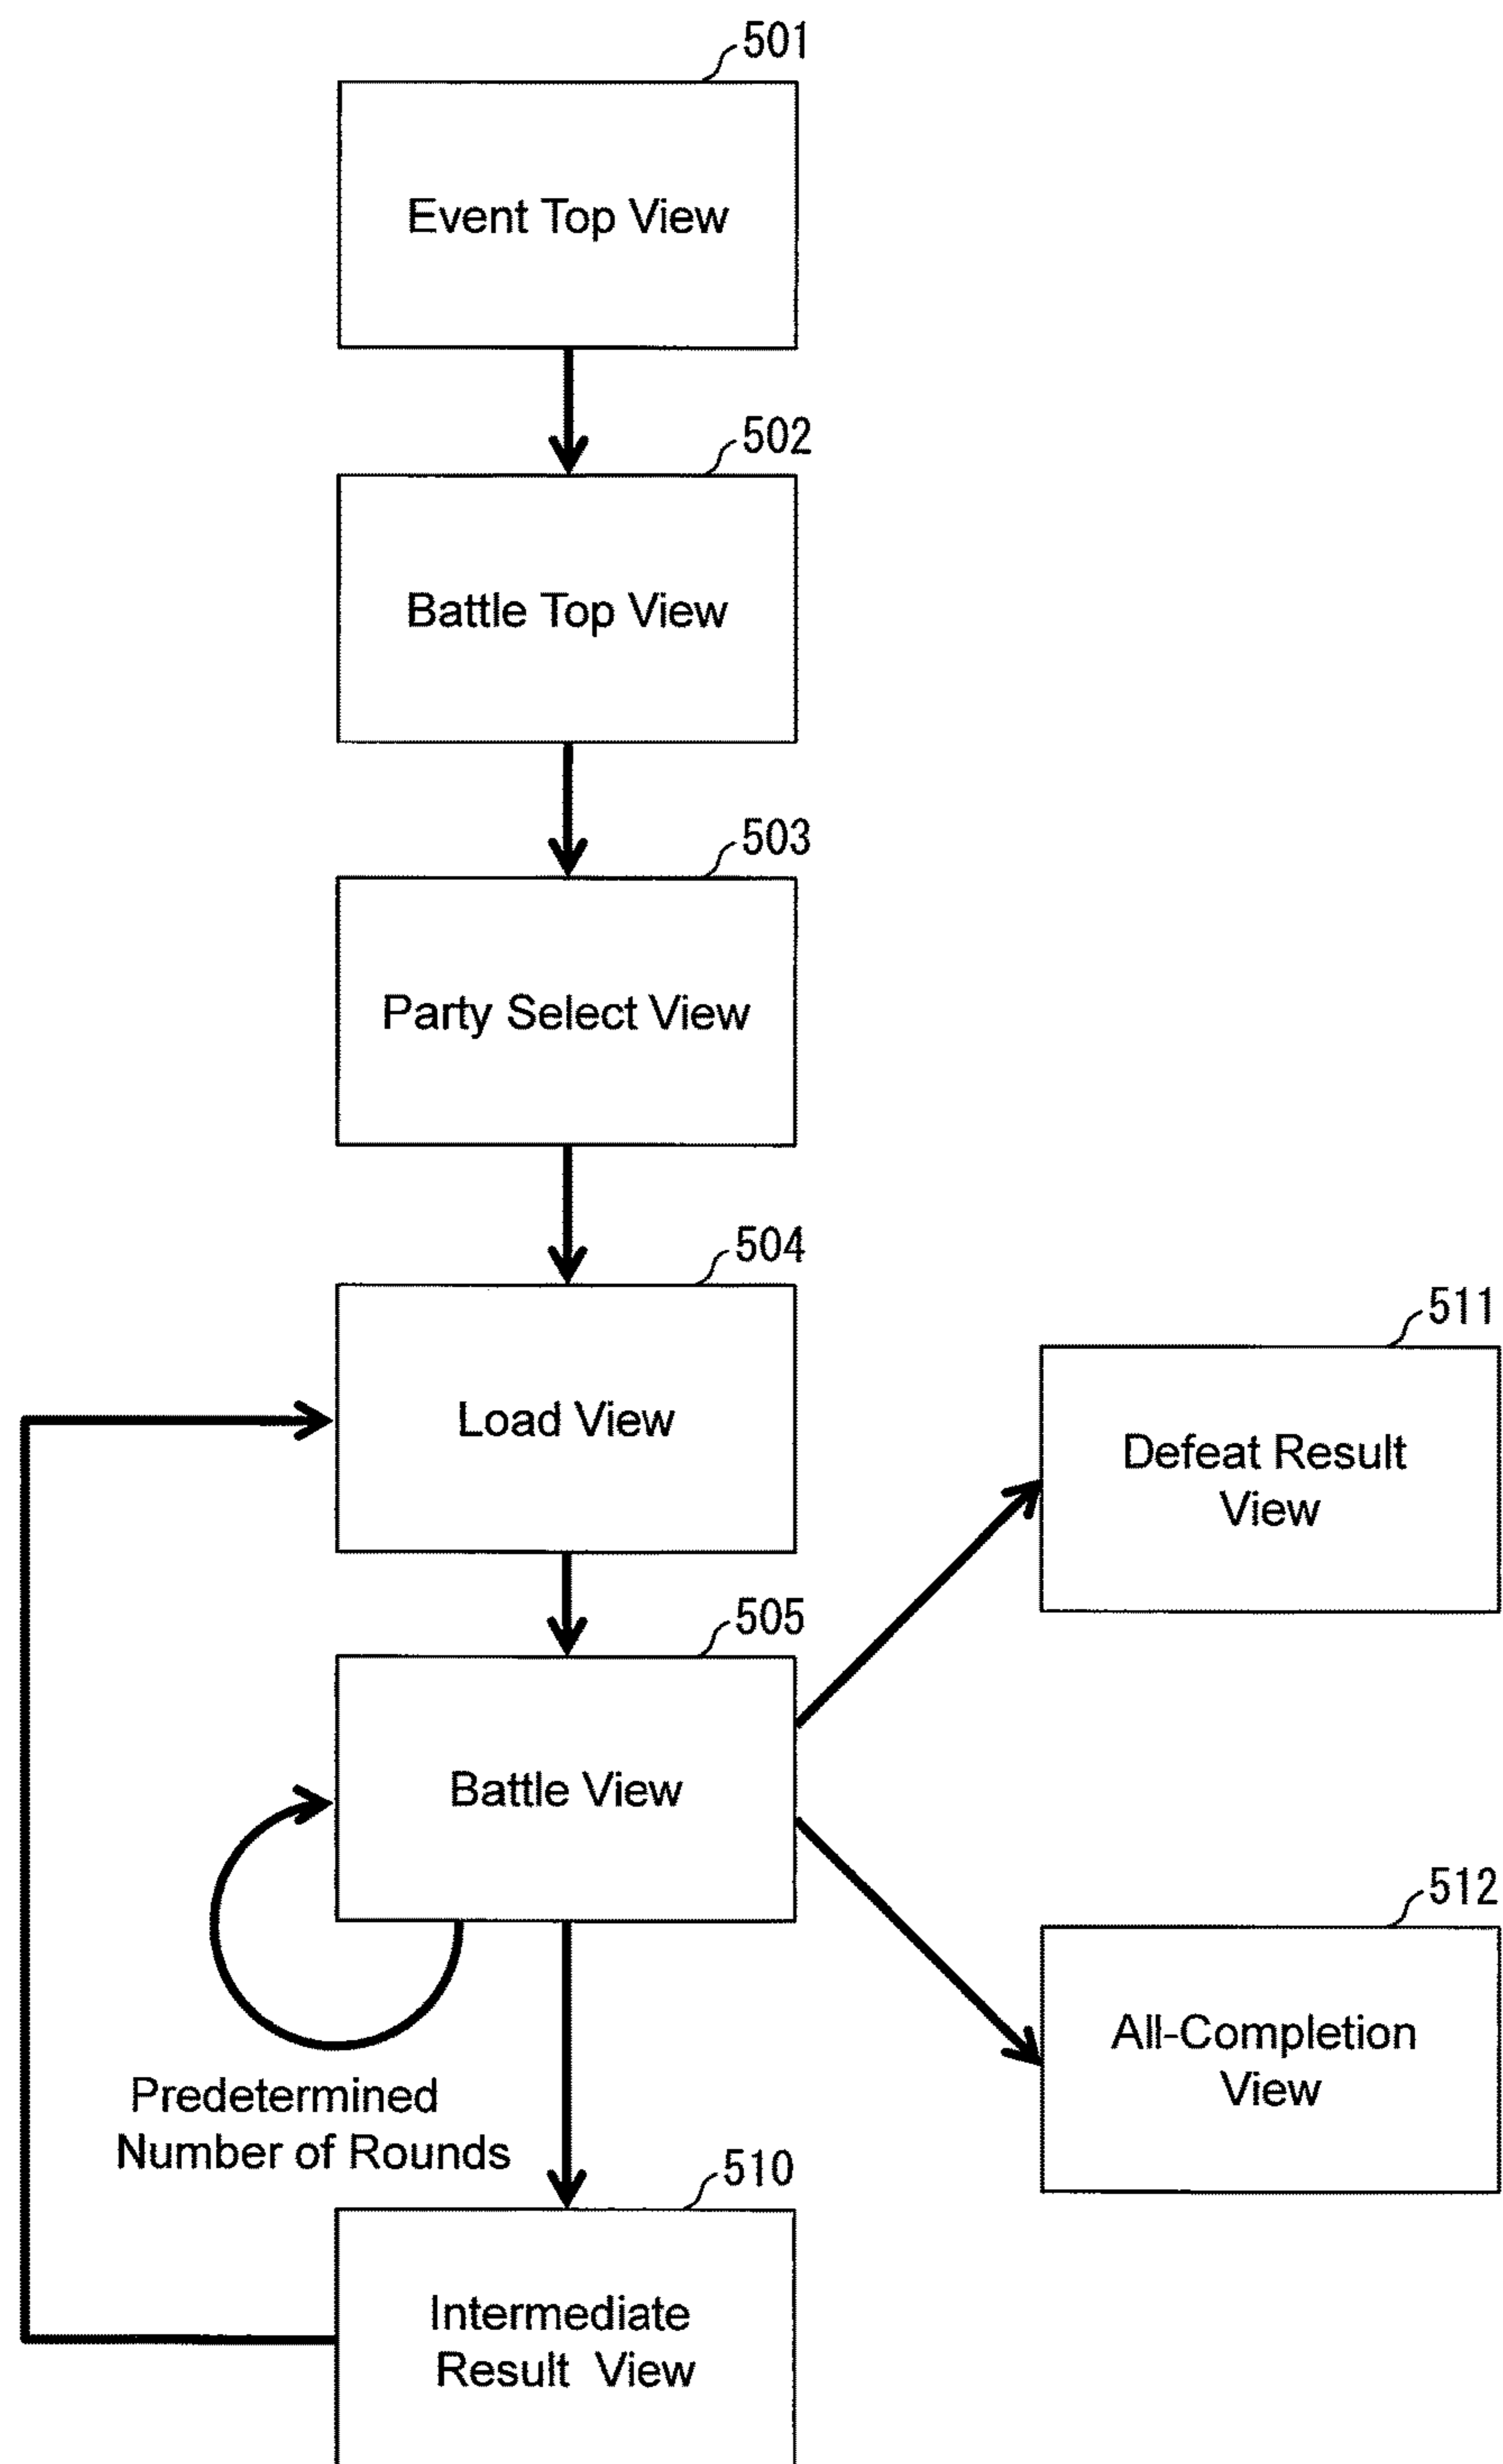 501
Event Top View
502
Battle Top View
503
Party Select View
504
Load View
511
Defeat Result
View
505
Battle View
512
All-Completion
View
Predetermined
Number of Rounds
510
Intermediate
Result View